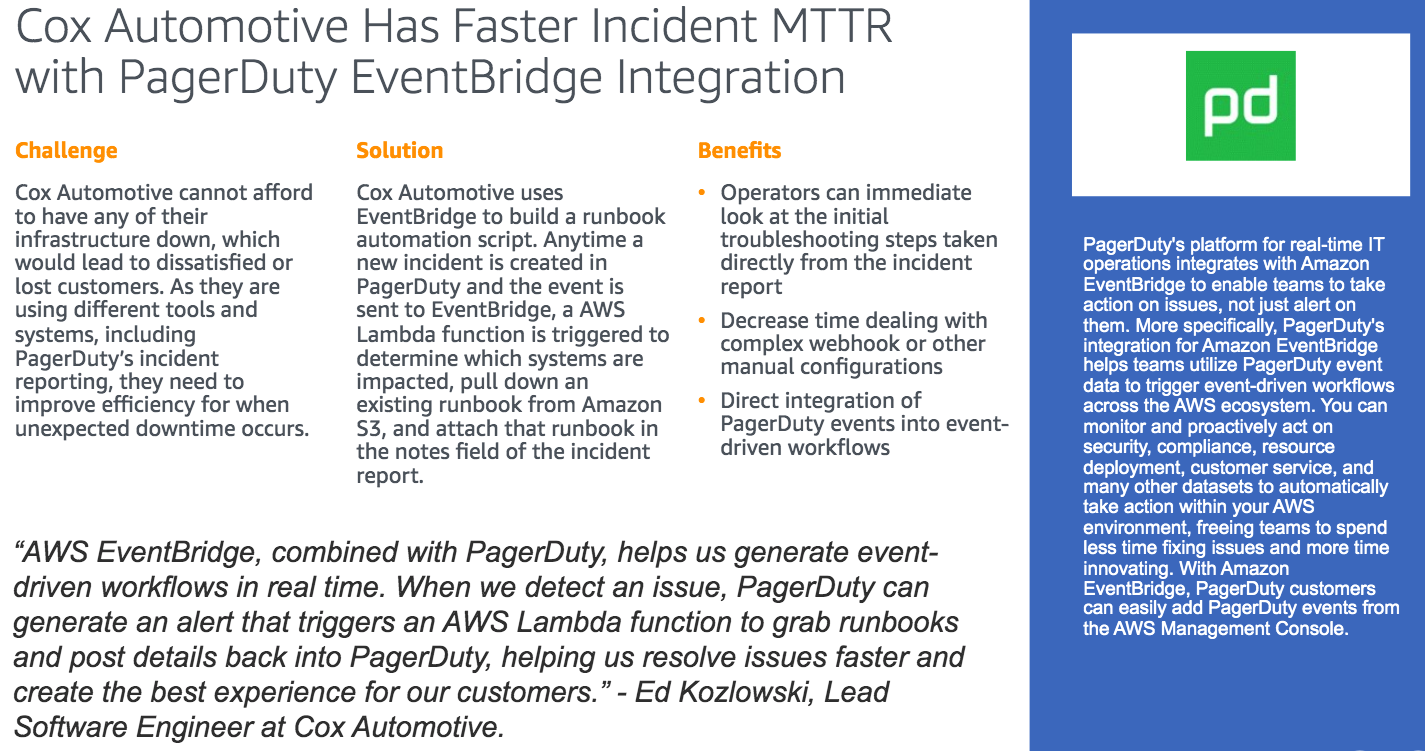 Cox Automotive Has Faster Incident MTTR
with PagerDuty EventBridge Integration
Challenge
Cox Automotive cannot afford
to have any of their
infrastructure down, which
would lead to dissatisfied or
lost customers. As they are
using different tools and
systems, including
PagerDuty’s incident
reporting, they need to
improve efficiency for when
unexpected downtime occurs.
Solution
Cox Automotive uses
EventBridge to build a runbook
automation script. Anytime a
new incident is created in
PagerDuty and the event is
sent to EventBridge, a AWS
Lambda function is triggered to
determine which systems are
impacted, pull down an
existing runbook from Amazon
S3, and attach that runbook in
the notes field of the incident
report.
Benefits
• Operators can immediate
look at the initial
troubleshooting steps taken
directly from the incident
report
• Decrease time dealing with
complex webhook or other
manual configurations
• Direct integration of
PagerDuty events into event-
driven workflows
“AWS EventBridge, combined with PagerDuty, helps us generate event-
driven workflows in real time. When we detect an issue, PagerDuty can
generate an alert that triggers an AWS Lambda function to grab runbooks
and post details back into PagerDuty, helping us resolve issues faster and
create the best experience for our customers.” - Ed Kozlowski, Lead
Software Engineer at Cox Automotive.
pd
PagerDuty's platform for real-time IT
operations integrates with Amazon
EventBridge to enable teams to take
action on issues, not just alert on
them. More specifically, PagerDuty's
integration for Amazon EventBridge
helps teams utilize PagerDuty event
data to trigger event-driven workflows
across the AWS ecosystem. You can
monitor and proactively act on
security, compliance, resource
deployment, customer service, and
many other datasets to automatically
take action within your AWS
environment, freeing teams to spend
less time fixing issues and more time
innovating. With Amazon
EventBridge, PagerDuty customers
can easily add PagerDuty events from
the AWS Management Console.